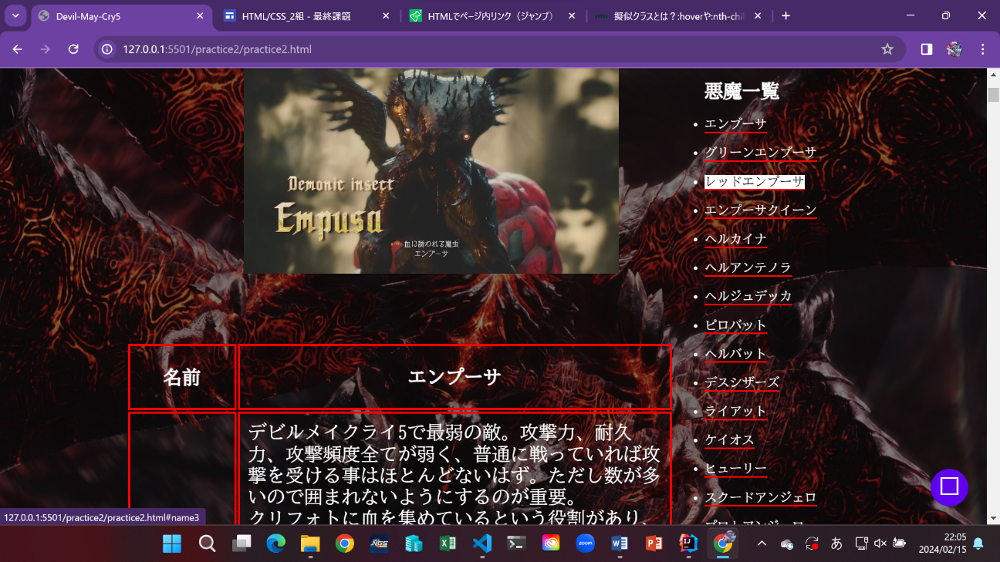 Devil-May-Cry5
HTML/CSS_2組 - 最終課題
HTMLでページ内リンク（ジャンプ）
擬似クラスとは？:hoverや:nth-chil
127.0.0.1:5501/practice2/practice2.html
Demonic insect
Empusa
血に誘われる魔虫
エンプーサ
悪魔一覧
• エンプーサ
• グリーンエンプーサ
• レッドエンプーサ
• エンプーサクイーン
• ヘルカイナ
• ヘルアンテノラ
• ヘルジュデッカ
• ピロバット
• ヘルバット
• デスシザーズ
• ライアット
• ケイオス
• ヒューリー
• スクードアンジェロ
• プロトアンジェロ
名前
エンプーサ
デビルメイクライ5で最弱の敵。攻撃力、耐久
力、攻撃頻度全てが弱く、普通に戦っていれば攻
撃を受ける事はほとんどないはず。ただし数が多
いので囲まれないようにするのが重要。
クリフォトに血を集めているという役割があり、
127.0.0.1:5501/practice2/practice2.html#name3
NGS
zoom
あ
22:05
2024/02/15